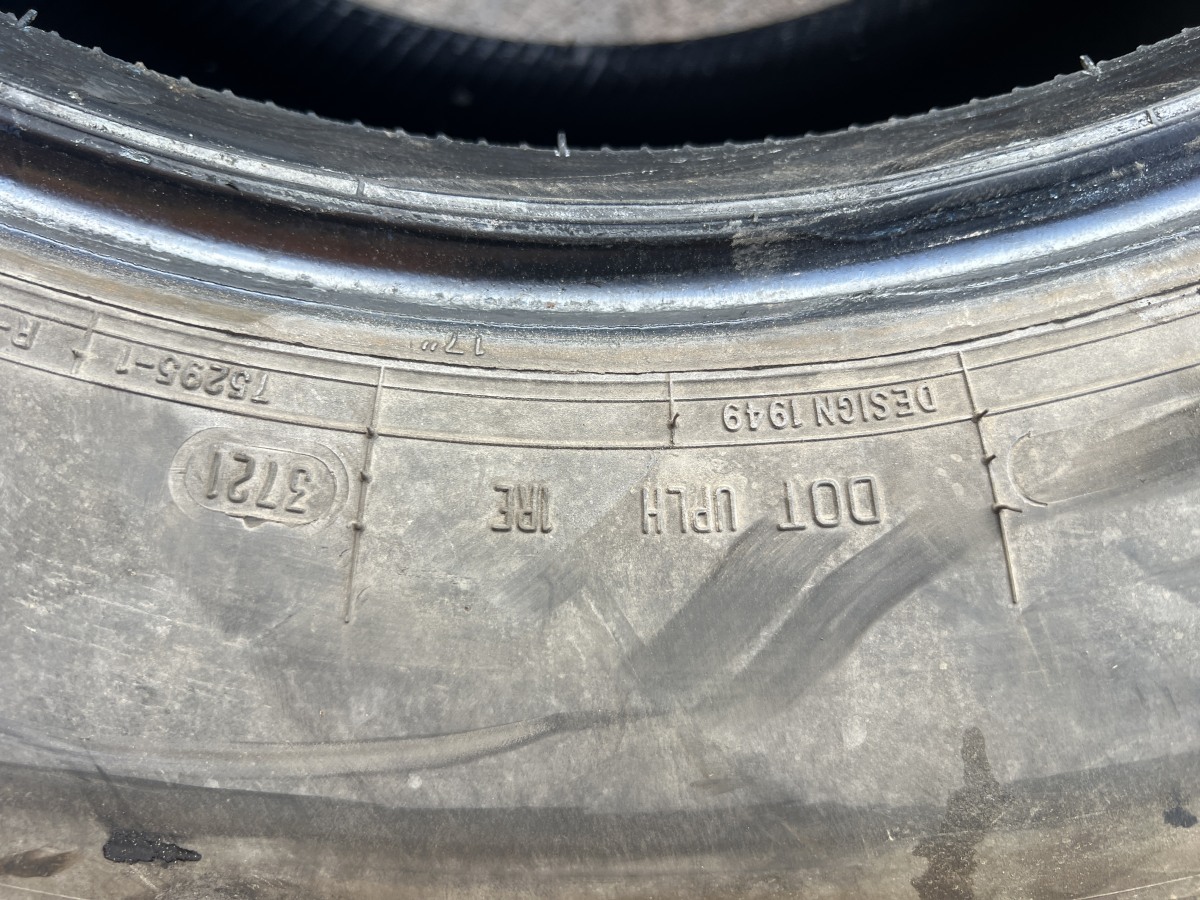 DOT UPLH 1RE 3721
DESIGN 1949
T5295-1
R-
17"